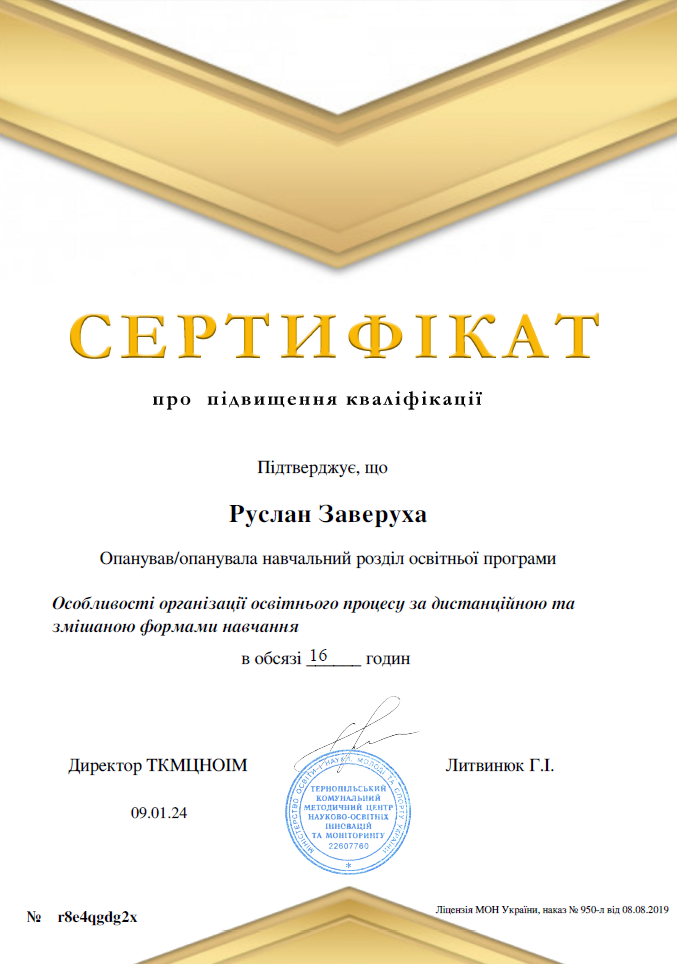 СЕРТИФІКАТ
про підвищення кваліфікації
Підтверджує, що
Руслан Заверуха
Опанував/опанувала навчальний розділ освітньої програми
Особливості організації освітнього процесу за дистанційною та
змішаною формами навчання
в обсязі 16 годин
Директор ТКМЦНОІМ
Литвинюк Г.І.
09.01.24
МІНІСТЕРСТВО ОСВІТИ І НАУКИ, МОЛОДІ ТА СПОРТУ УКРАЇНИ
ТЕРНОПІЛЬСЬКИЙ
КОМУНАЛЬНИЙ
МЕТОДИЧНИЙ ЦЕНТР
НАУКОВО-ОСВІТНІХ
ІННОВАЦІЙ
ТА МОНІТОРИНГУ
22607760
№ r8e4qgdg2x
Ліцензія МОН України, наказ № 950-л від 08.08.2019